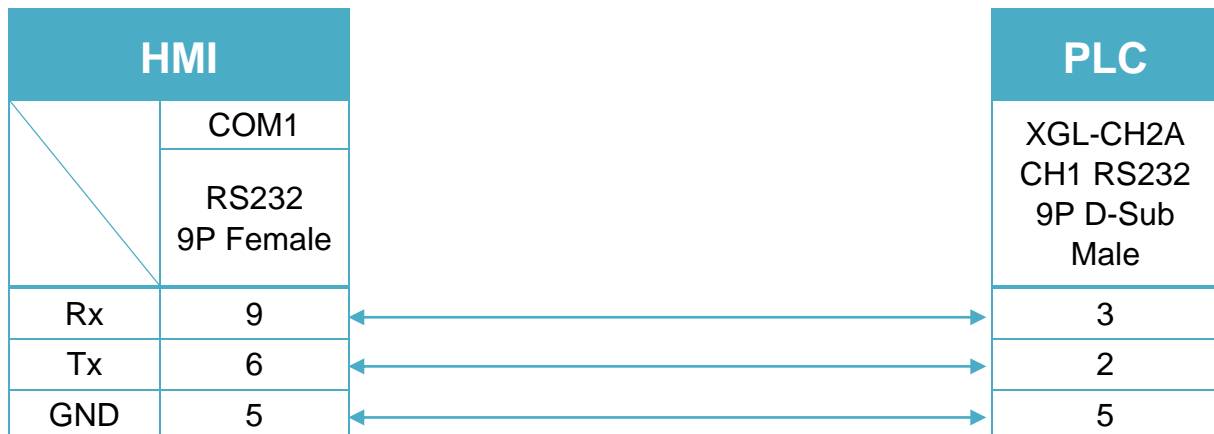 HMI
PLC
COM1
RS232
9P Female
XGL-CH2A
CH1 RS232
9P D-Sub
Male
Rx 9 3
Tx 6 2
GND 5 5